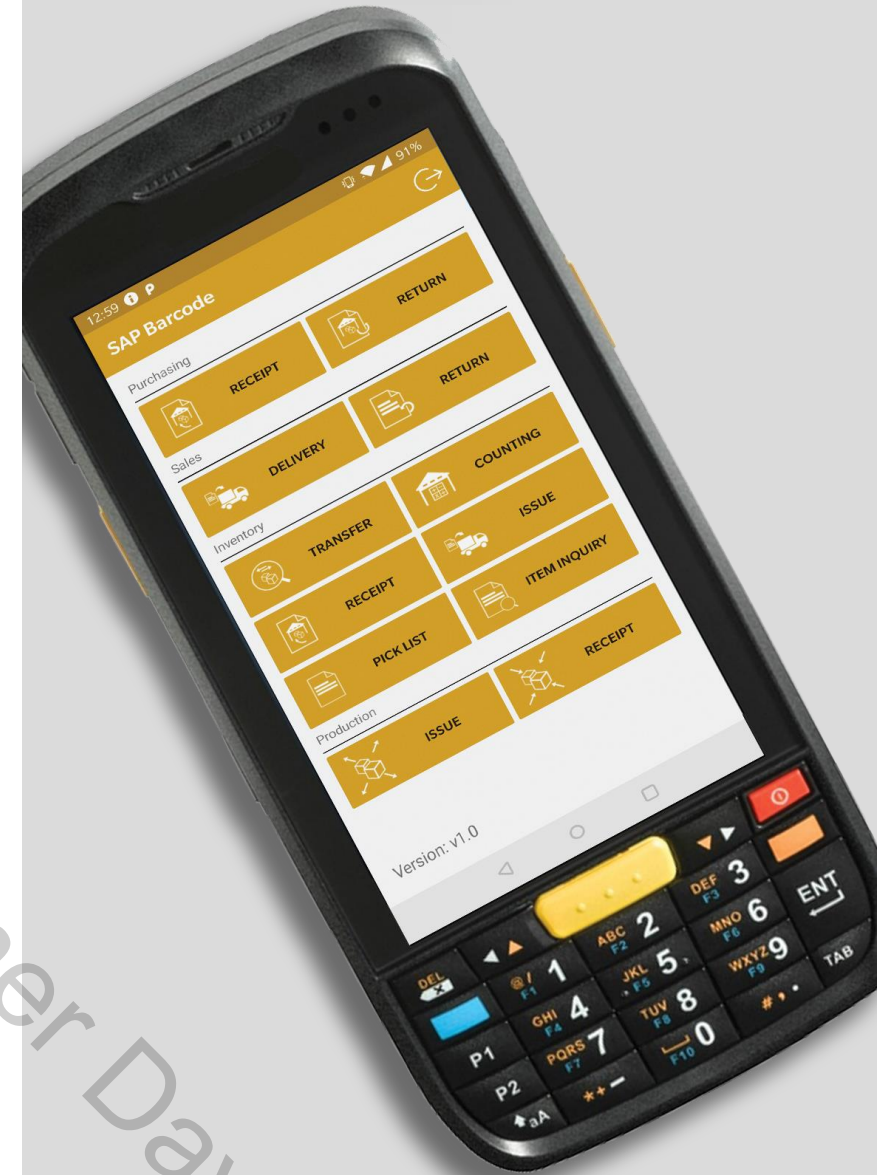 12:59 P 91%
SAP Barcode
Purchasing
RECEIPT RETURN
Sales
DELIVERY RETURN
Inventory
TRANSFER COUNTING
RECEIPT ISSUE
PICK LIST ITEM INQUIRY
Production
ISSUE RECEIPT
Version: v1.0
DEL
@/ F1 1 ABC F2 2 DEF F3 3
GHI F4 4 JKL F5 5 MNO F6 6 ENT
P1 PQRS F7 7 TUV F8 8 WXYZ F9 9 TAB
P2 *+- F10 0 #,.
aA